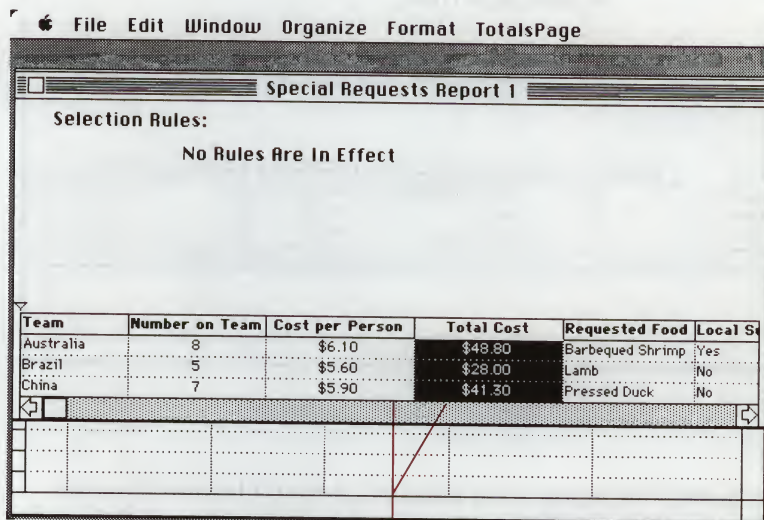 File Edit Window Organize Format TotalsPage
Special Requests Report 1
Selection Rules:
No Rules Are In Effect
Team Number on Team Cost per Person Total Cost Requested Food Local Se
Australia 8 $6.10 $48.80 Barbequed Shrimp Yes
Brazil 5 $5.60 $28.00 Lamb No
China 7 $5.90 $41.30 Pressed Duck No